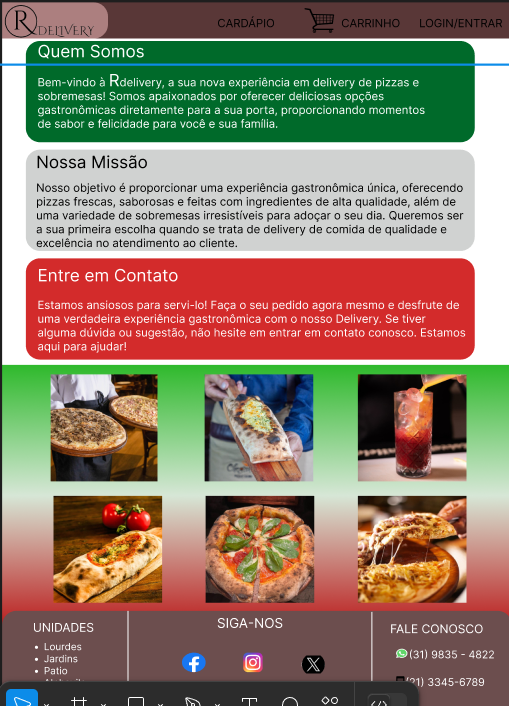 RDELIVERY
CARDÁPIO
CARRINHO
LOGIN/ENTRAR
Quem Somos
Bem-vindo à Rdelivery, a sua nova experiência em delivery de pizzas e
sobremesas! Somos apaixonados por oferecer deliciosas opções
gastronômicas diretamente para a sua porta, proporcionando momentos
de sabor e felicidade para você e sua família.
Nossa Missão
Nosso objetivo é proporcionar uma experiência gastronômica única, oferecendo
pizzas frescas, saborosas e feitas com ingredientes de alta qualidade, além de
uma variedade de sobremesas irresistíveis para adoçar o seu dia. Queremos ser
a sua primeira escolha quando se trata de delivery de comida de qualidade e
excelência no atendimento ao cliente.
Entre em Contato
Estamos ansiosos para servi-lo! Faça o seu pedido agora mesmo e desfrute de
uma verdadeira experiência gastronômica com o nosso Delivery. Se tiver
alguma dúvida ou sugestão, não hesite em entrar em contato conosco. Estamos
aqui para ajudar!
UNIDADES
• Lourdes
• Jardins
• Patio
SIGA-NOS
FALE CONOSCO
(31) 9835 - 4822
(21) 3345-6789